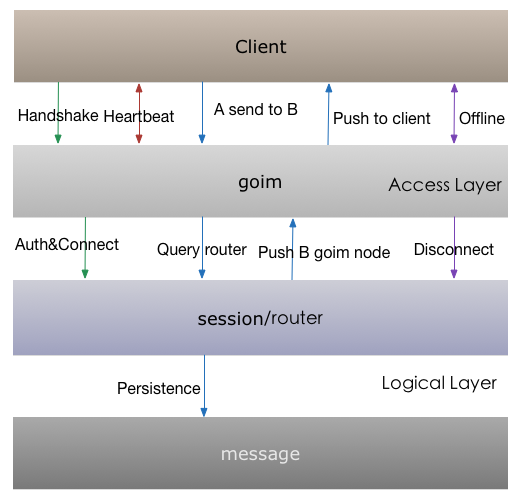 Client
Handshake
Heartbeat
A send to B
Push to client
Offline
goim
Access Layer
Auth&Connect
Query router
Push B goim node
Disconnect
session/router
Persistence
Logical Layer
message